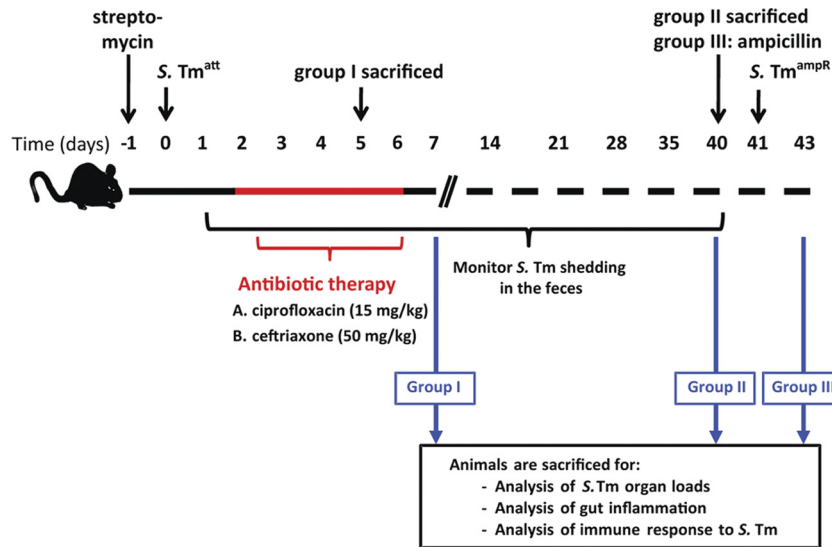 strepto-
mycin
S. Tm^att
group I sacrificed
group II sacrificed
group III: ampicillin
S. Tm^ampR
Time (days) -1 0 1 2 3 4 5 6 7 14 21 28 35 40 41 43
Antibiotic therapy
A. ciprofloxacin (15 mg/kg)
B. ceftriaxone (50 mg/kg)
Monitor S. Tm shedding
in the feces
Group I
Group II
Group III
Animals are sacrificed for:
- Analysis of S.Tm organ loads
- Analysis of gut inflammation
- Analysis of immune response to S. Tm